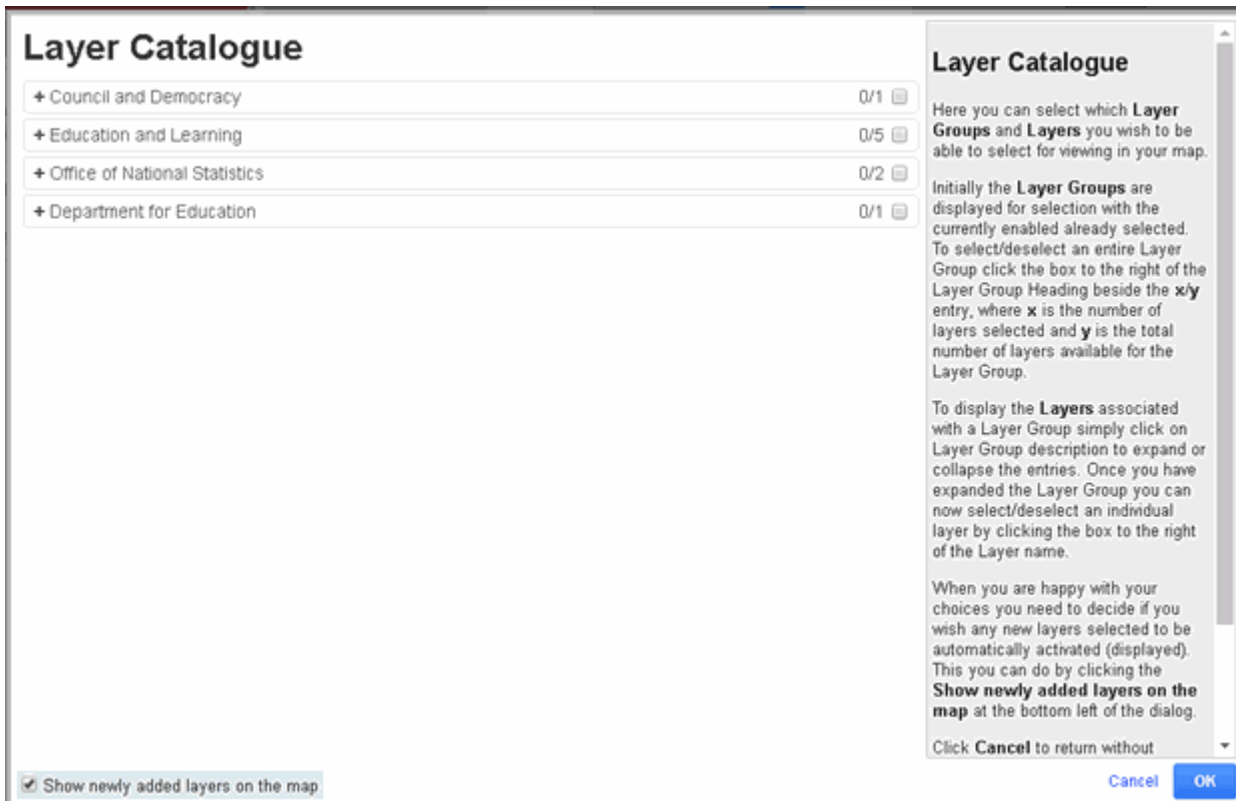 Layer Catalogue
+ Council and Democracy 0/1
+ Education and Learning 0/5
+ Office of National Statistics 0/2
+ Department for Education 0/1
Show newly added layers on the map
Layer Catalogue
Here you can select which Layer
Groups and Layers you wish to be
able to select for viewing in your map.
Initially the Layer Groups are
displayed for selection with the
currently enabled already selected.
To select/deselect an entire Layer
Group click the box to the right of the
Layer Group Heading beside the x/y
entry, where x is the number of
layers selected and y is the total
number of layers available for the
Layer Group.
To display the Layers associated
with a Layer Group simply click on
Layer Group description to expand or
collapse the entries. Once you have
expanded the Layer Group you can
now select/deselect an individual
layer by clicking the box to the right
of the Layer name.
When you are happy with your
choices you need to decide if you
wish any new layers selected to be
automatically activated (displayed).
This you can do by clicking the
Show newly added layers on the
map at the bottom left of the dialog.
Click Cancel to return without
Cancel OK